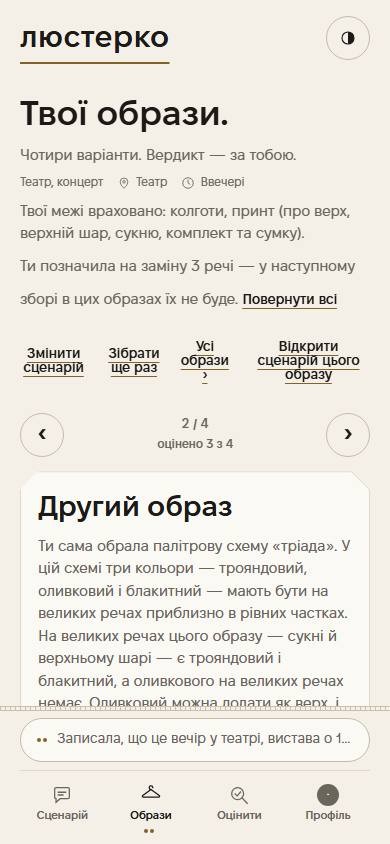 люстерко
Твої образи.
Чотири варіанти. Вердикт — за тобою.
Театр, концерт Театр Ввечері
Твої межі враховано: колготи, принт (про верх,
верхній шар, сукню, комплект та сумку).
Ти позначила на заміну 3 речі — у наступному
зборі в цих образах їх не буде. Повернути всі
Змінити
сценарій
Зібрати
ще раз
Усі
образи
›
Відкрити
сценарій цього
образу
‹
2 / 4
оцінено 3 з 4
›
Другий образ
Ти сама обрала палітрову схему «тріада». У
цій схемі три кольори — трояндовий,
оливковий і блакитний — мають бути на
великих речах приблизно в рівних частках.
На великих речах цього образу — сукні й
верхньому шарі — є трояндовий і
блакитний, а оливкового на великих речах
немає. Оливковий можна додати як верх, і
Записала, що це вечір у театрі, вистава о 1...
Сценарій
Образи
Оцінити
Профіль